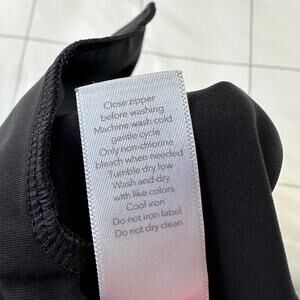 Close zipper
before washing
Machine wash cold,
gentle cycle
Only non-chlorine
bleach when needed
Tumble dry low
Wash and dry
with like colors
Cool iron
Do not iron label
Do not dry clean